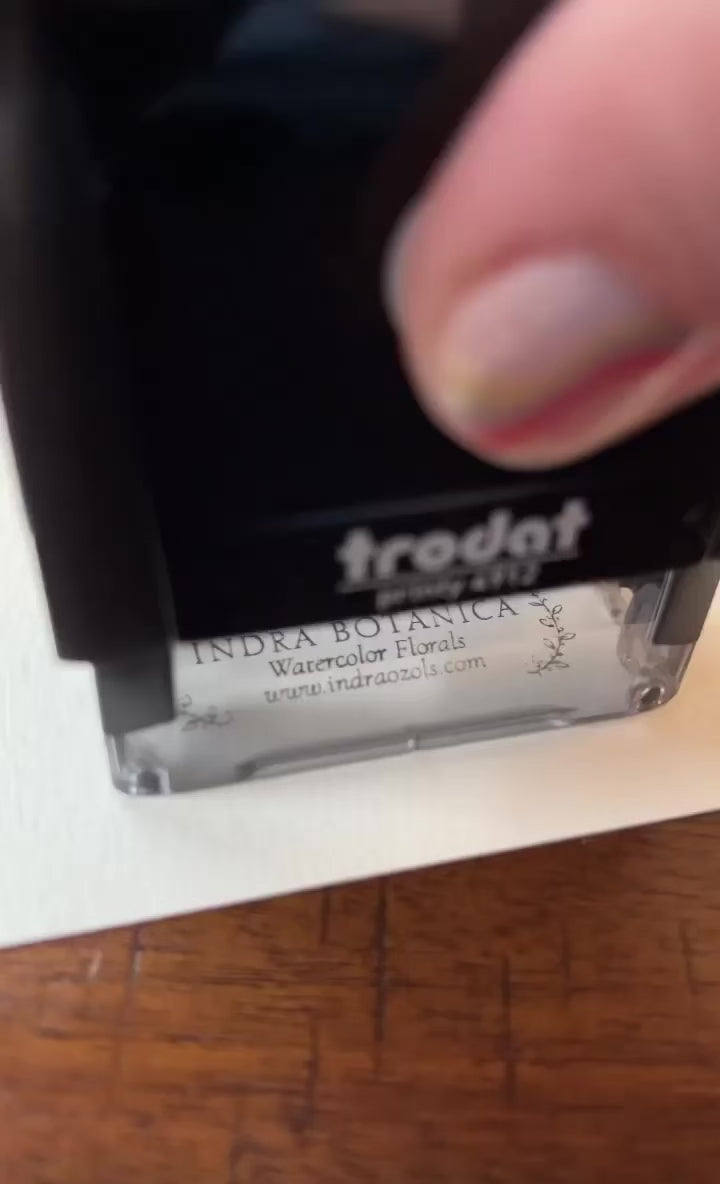 trodat
printy 4912
INDRA BOTANICA
Watercolor Florals
www.indraozols.com